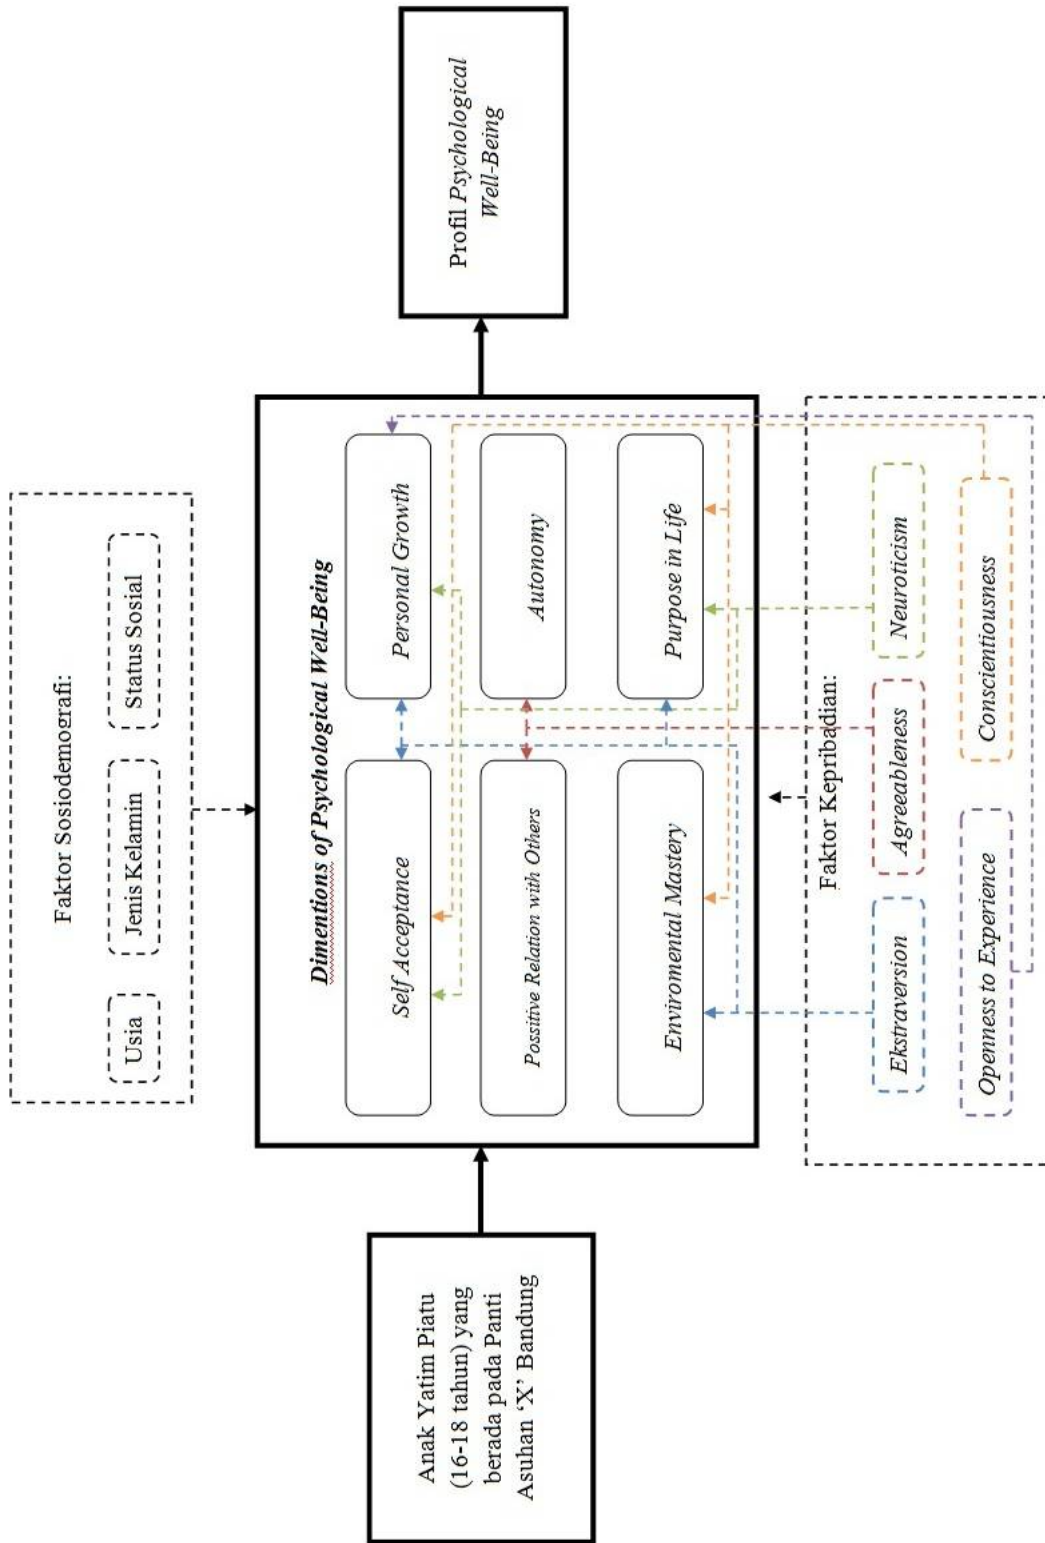 Faktor Sosiodemografi:
Usia
Jenis Kelamin
Status Sosial
Anak Yatim Piatu
(16-18 tahun) yang
berada pada Panti
Asuhan ‘X’ Bandung
Dimentions of Psychological Well-Being
Self Acceptance
Personal Growth
Possitive Relation with Others
Autonomy
Enviromental Mastery
Purpose in Life
Profil Psychological
Well-Being
Faktor Kepribadian:
Ekstraversion
Agreeableness
Neuroticism
Openness to Experience
Conscientiousness